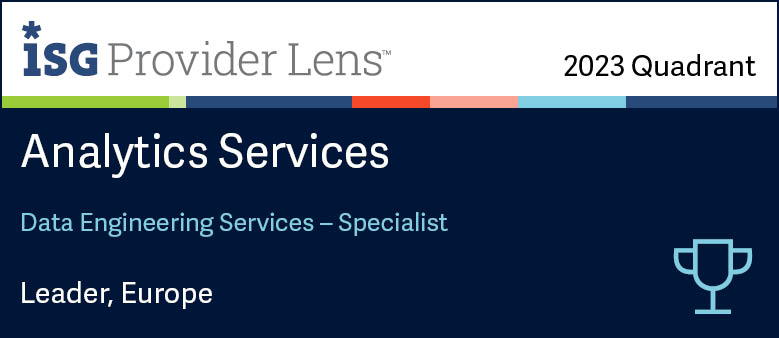 ISG Provider Lens™
2023 Quadrant
Analytics Services
Data Engineering Services – Specialist
Leader, Europe